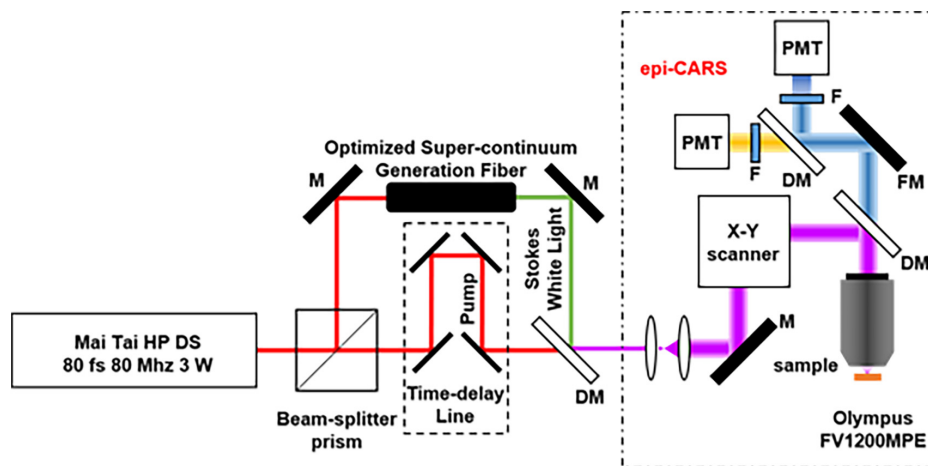 PMT
epi-CARS
F
PMT
F
DM
FM
Optimized Super-continuum
Generation Fiber
M
M
X-Y
scanner
DM
Stokes
White Light
Pump
Mai Tai HP DS
80 fs 80 Mhz 3 W
M
sample
DM
Beam-splitter
prism
Time-delay
Line
Olympus
FV1200MPE